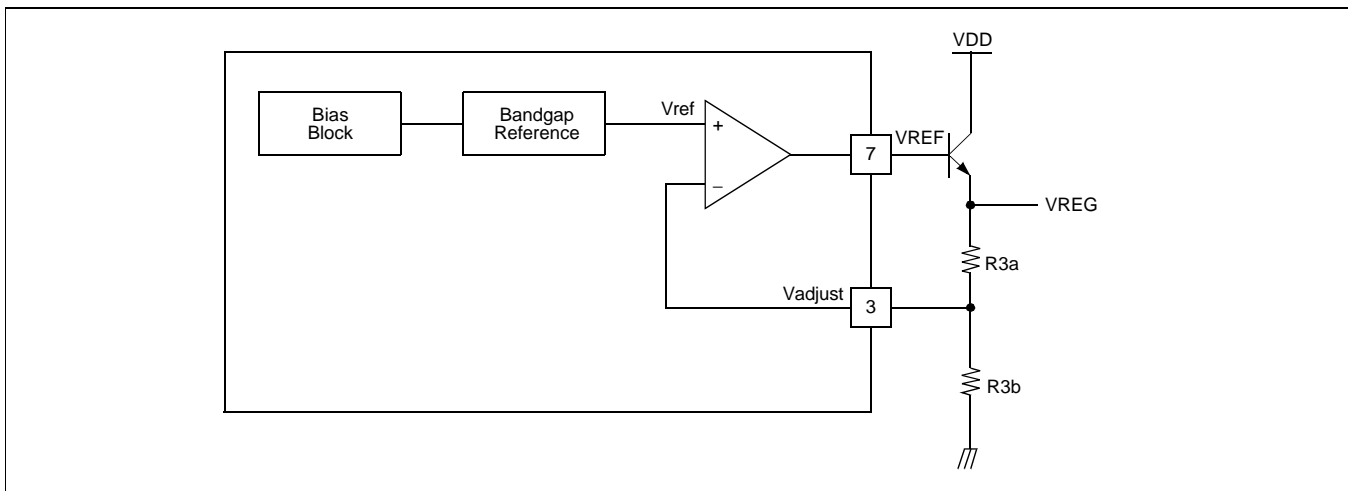 VDD
Bias
Block
Bandgap
Reference
Vref
+
–
7
VREF
VREG
R3a
Vadjust
3
R3b